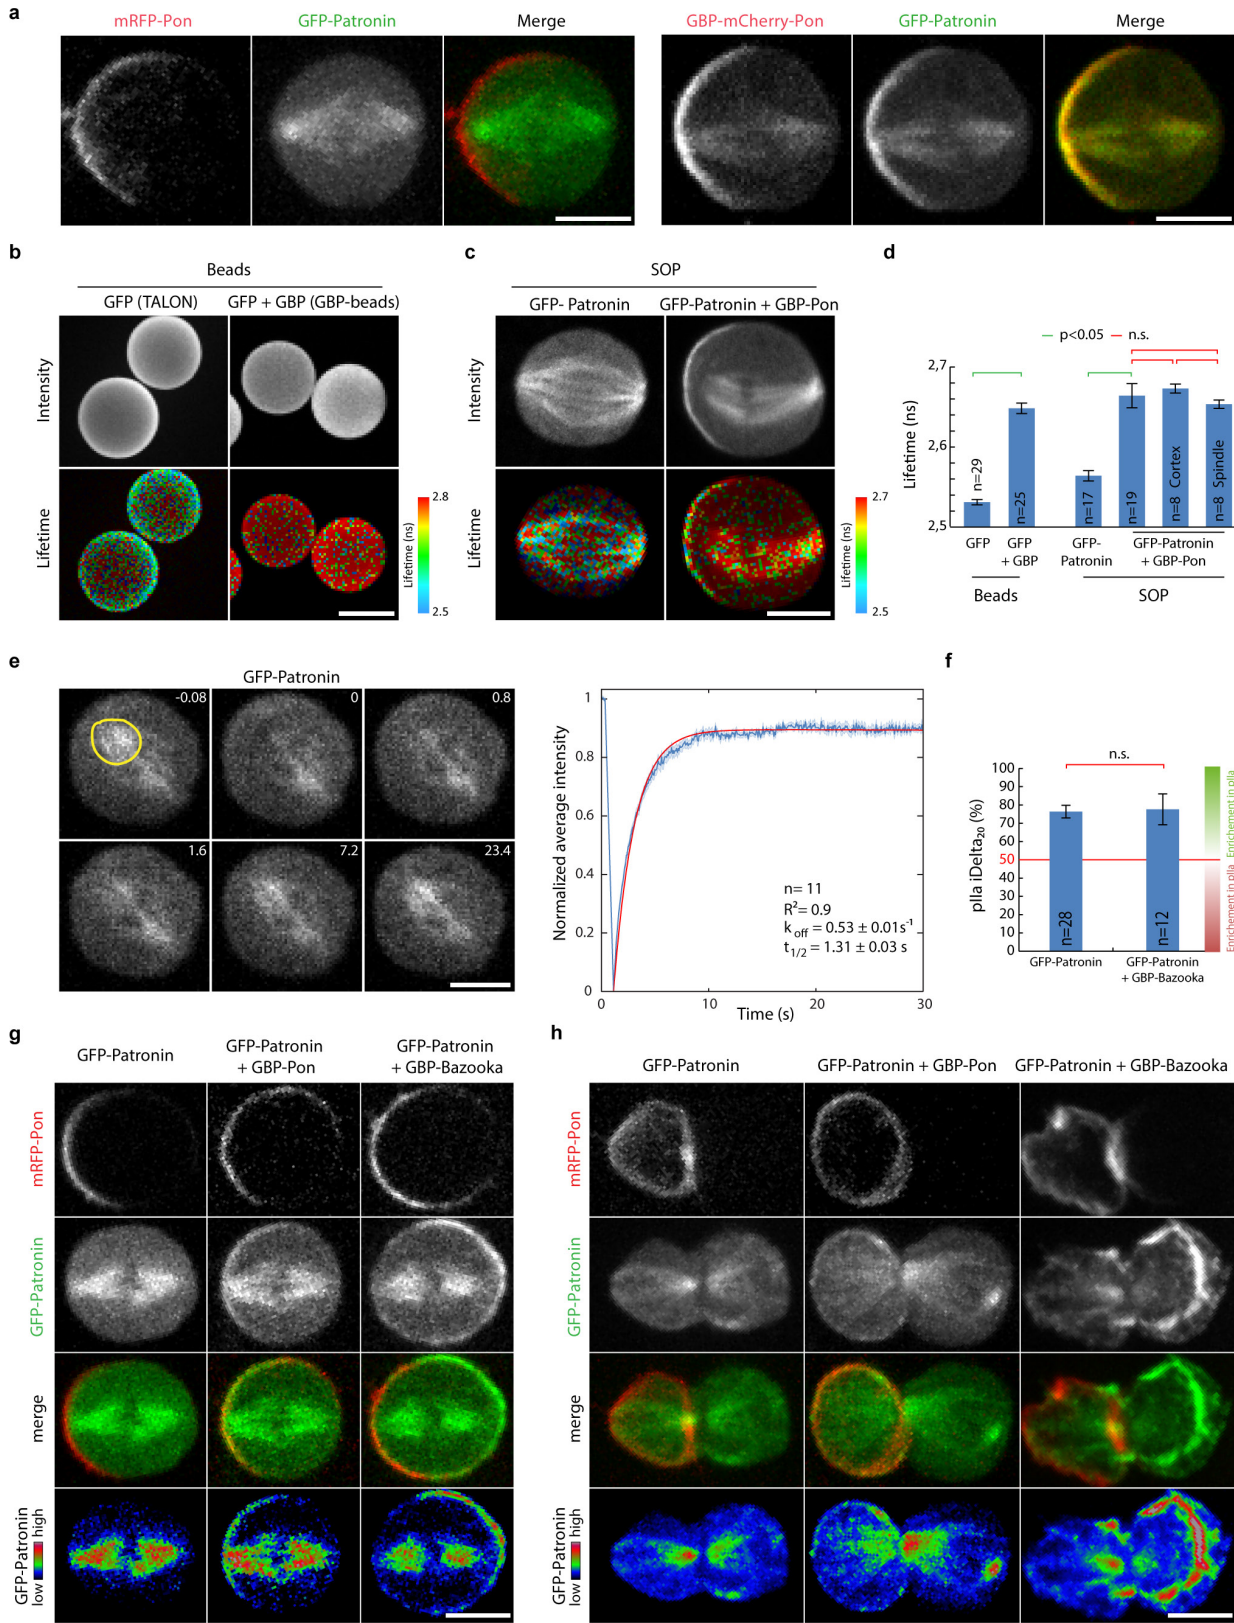 a
mRFP-Pon GFP-Patronin Merge GBP-mCherry-Pon GFP-Patronin Merge
b
Beads
GFP (TALON) GFP + GBP (GBP-beads)
Intensity
Lifetime
2.8
Lifetime (ns)
2.5
c
SOP
GFP- Patronin GFP-Patronin + GBP-Pon
2.7
Lifetime (ns)
2.5
d
p<0.05 n.s.
2,7
2,6
2,5
Lifetime (ns)
n=29
n=25
n=17
n=19
n=8 Cortex
n=8 Spindle
GFP GFP + GBP GFP-Patronin GFP-Patronin + GBP-Pon
Beads SOP
e
GFP-Patronin
-0.08 0 0.8
1.6 7.2 23.4
Normalized average intensity
1
0.8
0.6
0.4
0.2
0
n= 11
R²= 0.9
k off = 0.53 ± 0.01s⁻¹
t 1/2 = 1.31 ± 0.03 s
0 10 20 30
Time (s)
f
n.s.
pIIa iDelta20 (%)
100
90
80
70
60
50
40
30
20
10
0
n=28
n=12
GFP-Patronin GFP-Patronin
+ GBP-Bazooka
Enrichement in pIIa
Enrichement in pIIa
g
GFP-Patronin GFP-Patronin + GBP-Pon GFP-Patronin + GBP-Bazooka
mRFP-Pon
GFP-Patronin
merge
GFP-Patronin
low high
h
GFP-Patronin GFP-Patronin + GBP-Pon GFP-Patronin + GBP-Bazooka
mRFP-Pon
GFP-Patronin
merge
GFP-Patronin
low high